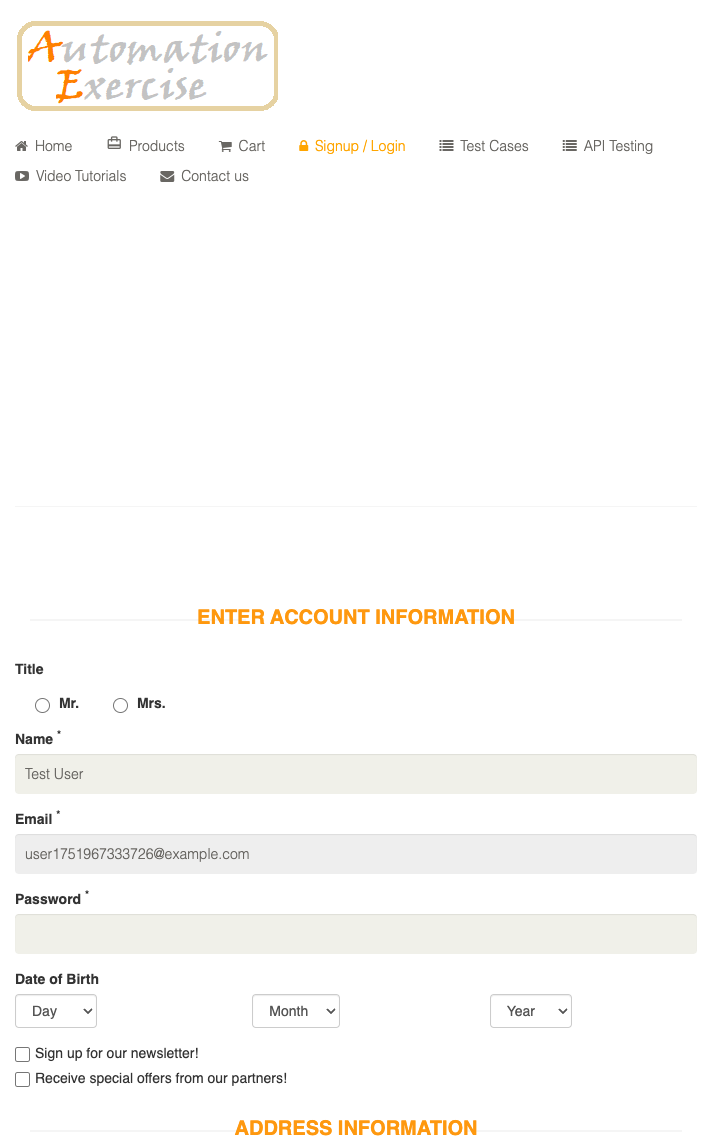 Automation
Exercise
Home Products Cart Signup / Login Test Cases API Testing
Video Tutorials Contact us
ENTER ACCOUNT INFORMATION
Title
Mr. Mrs.
Name *
Test User
Email *
user1751967333726@example.com
Password *
Date of Birth
Day Month Year
Sign up for our newsletter!
Receive special offers from our partners!
ADDRESS INFORMATION